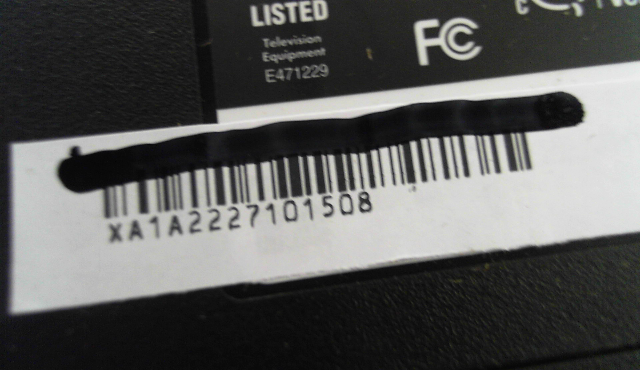 LISTED
Television
Equipment
E471229
FC
XA1A2227101508